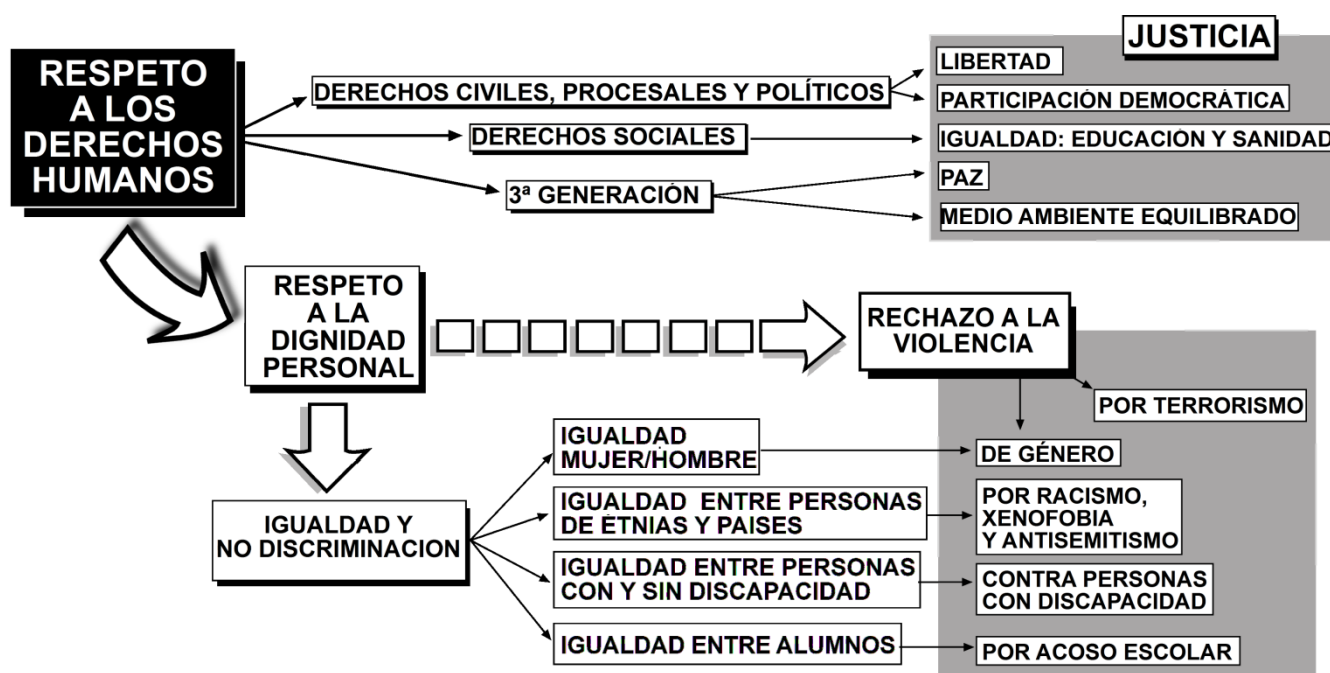 JUSTICIA
RESPETO
A LOS
DERECHOS
HUMANOS
DERECHOS CIVILES, PROCESALES Y POLÍTICOS
LIBERTAD
PARTICIPACIÓN DEMOCRÁTICA
DERECHOS SOCIALES
IGUALDAD: EDUCACIÓN Y SANIDAD
3ª GENERACIÓN
PAZ
MEDIO AMBIENTE EQUILIBRADO
RESPETO
A LA
DIGNIDAD
PERSONAL
RECHAZO A LA
VIOLENCIA
POR TERRORISMO
IGUALDAD Y
NO DISCRIMINACION
IGUALDAD
MUJER/HOMBRE
DE GÉNERO
IGUALDAD ENTRE PERSONAS
DE ÉTNIAS Y PAISES
POR RACISMO,
XENOFOBIA
Y ANTISEMITISMO
IGUALDAD ENTRE PERSONAS
CON Y SIN DISCAPACIDAD
CONTRA PERSONAS
CON DISCAPACIDAD
IGUALDAD ENTRE ALUMNOS
POR ACOSO ESCOLAR